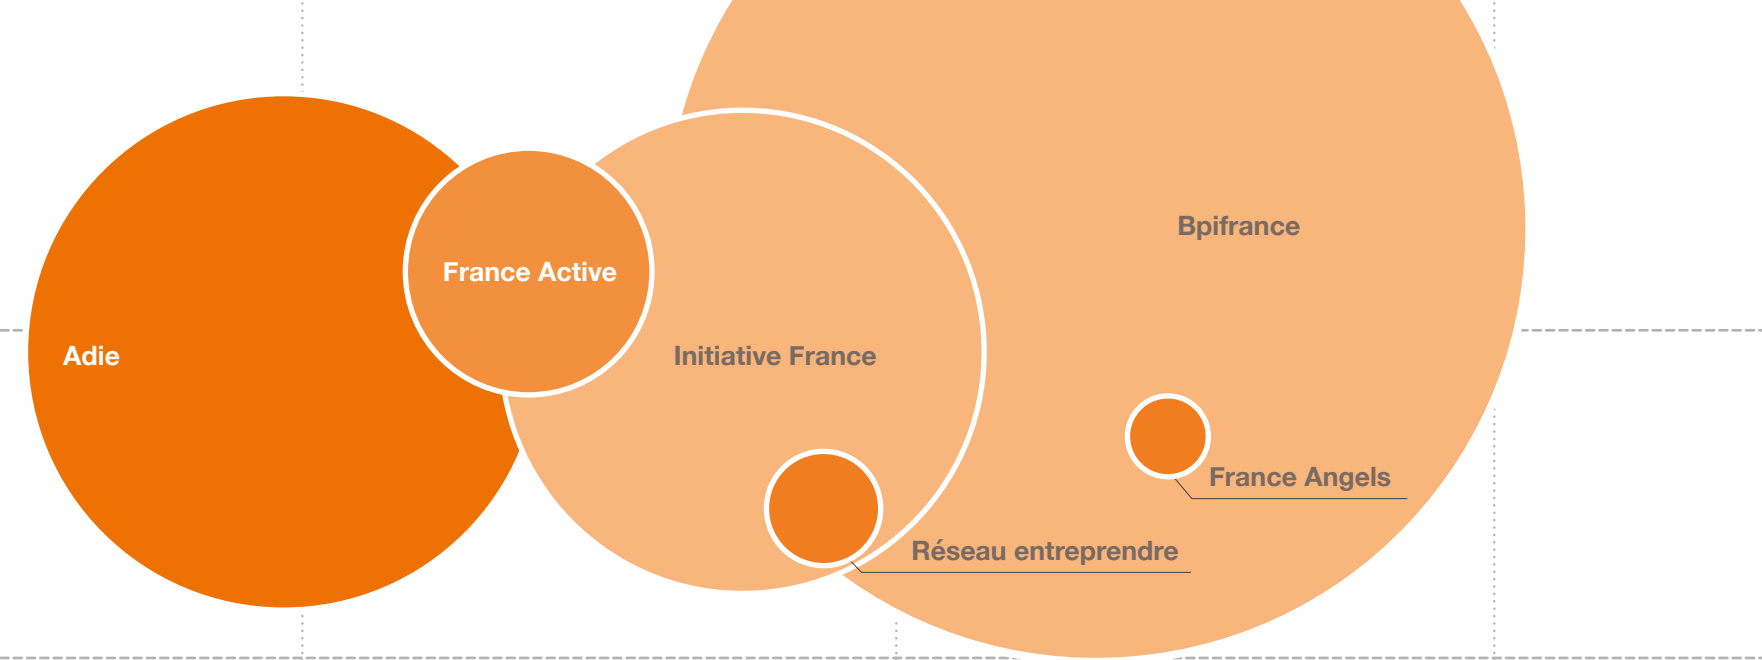 Bpifrance
France Active
Adie
Initiative France
France Angels
Réseau entreprendre